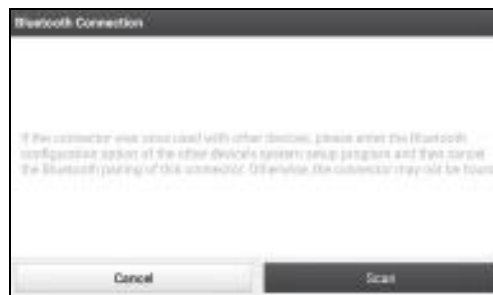 Bluetooth Connection
If the connector was once used with other devices, please enter the Bluetooth
configuration option of the other device's system setup program and then cancel
the Bluetooth pairing of this connector. Otherwise, the connector may not be found
Cancel
Scan